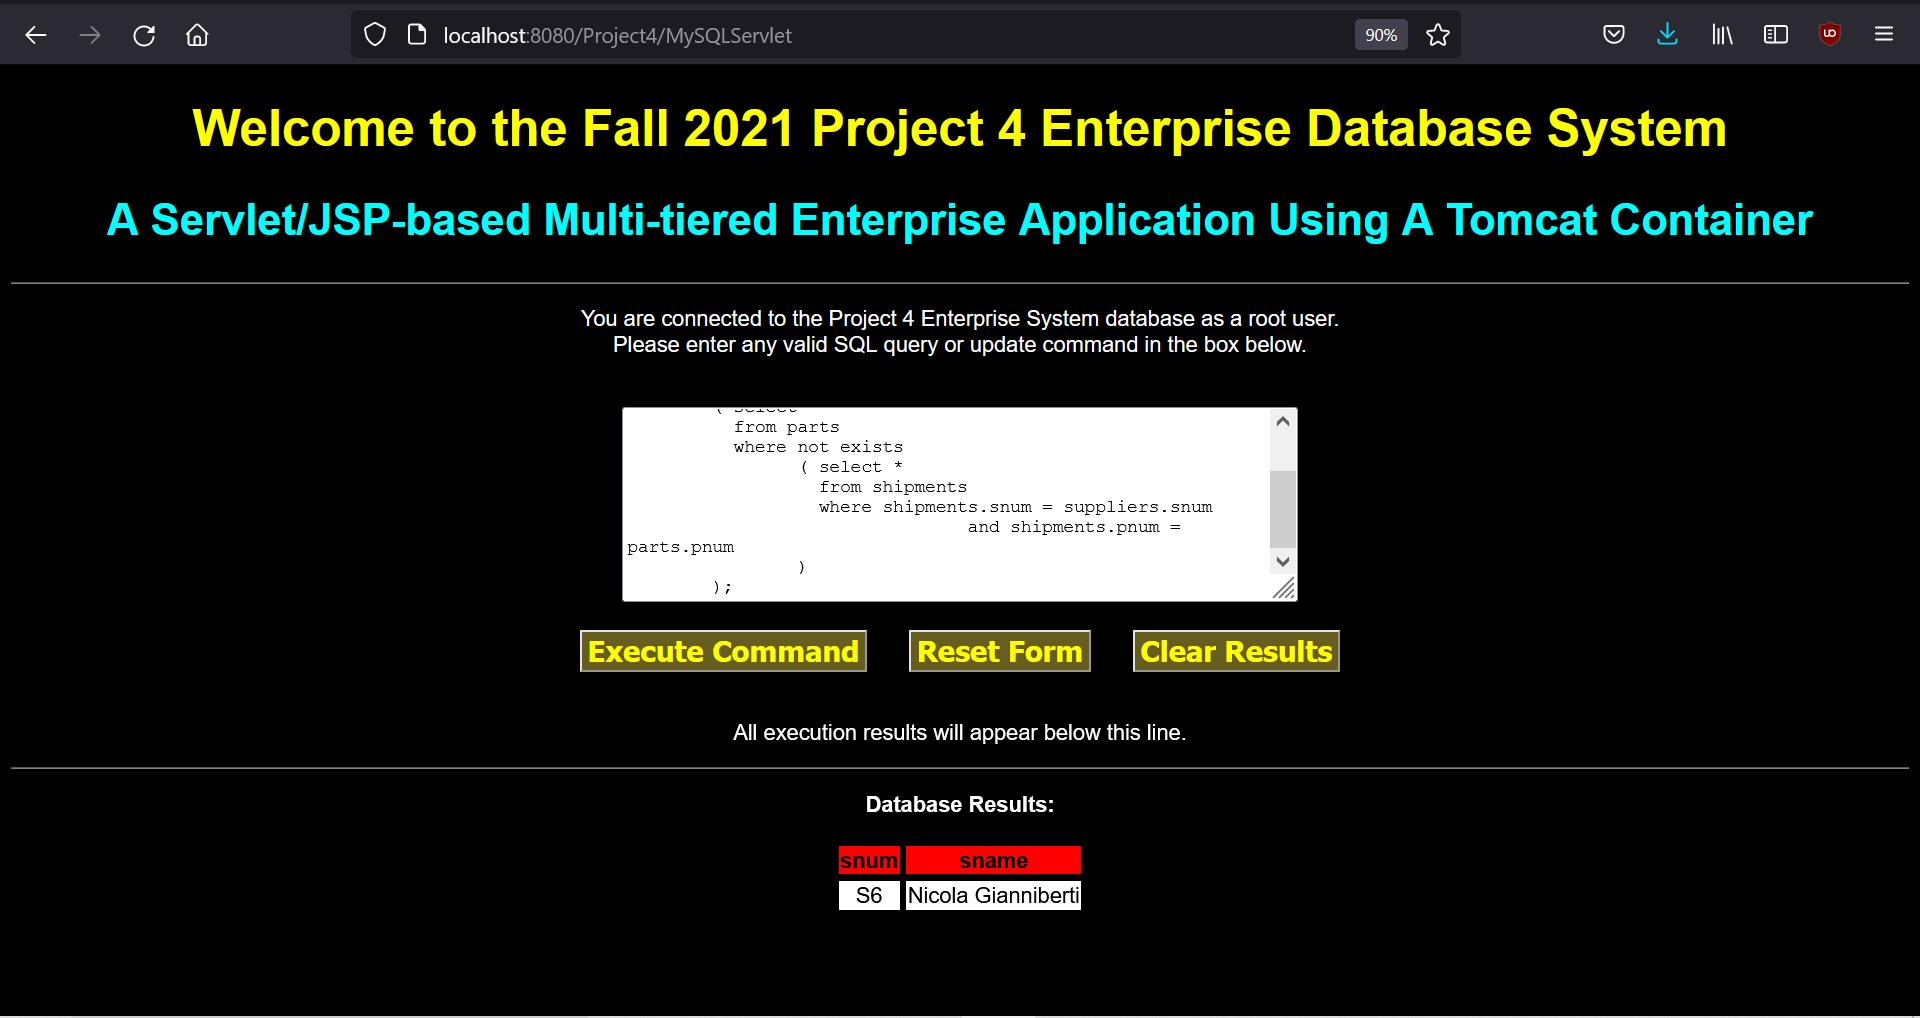 localhost:8080/Project4/MySQLServlet
90%
Welcome to the Fall 2021 Project 4 Enterprise Database System
A Servlet/JSP-based Multi-tiered Enterprise Application Using A Tomcat Container
You are connected to the Project 4 Enterprise System database as a root user.
Please enter any valid SQL query or update command in the box below.
( select
from parts
where not exists
( select *
from shipments
where shipments.snum = suppliers.snum
and shipments.pnum =
parts.pnum
)
);
Execute Command Reset Form Clear Results
All execution results will appear below this line.
Database Results:
snum sname
S6 Nicola Gianniberti